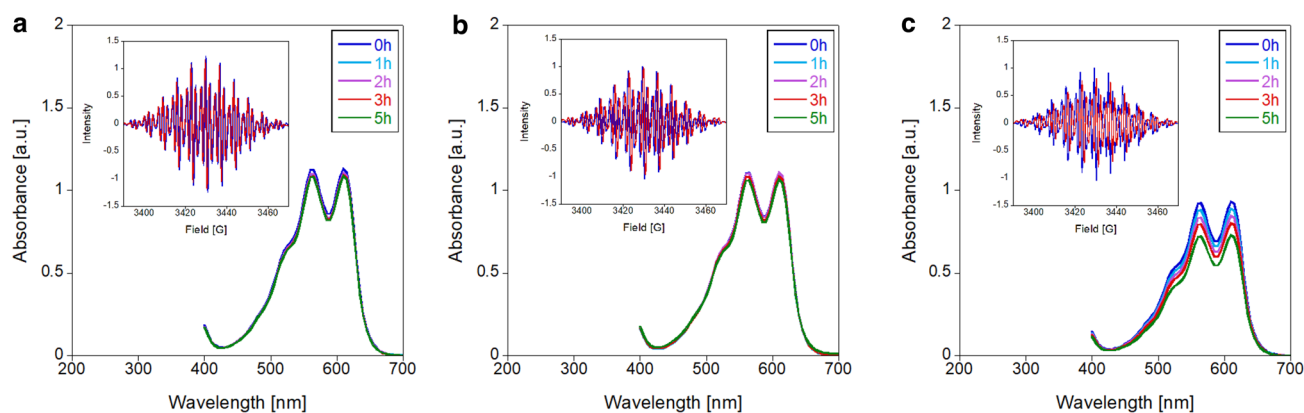 a
Absorbance [a.u.]
2
1.5
1
0.5
0
200 300 400 500 600 700
Wavelength [nm]
0h
1h
2h
3h
5h
Intensity
1.5
1
0.5
0
-0.5
-1
-1.5
3400 3420 3440 3460
Field [G]
b
Absorbance [a.u.]
2
1.5
1
0.5
0
200 300 400 500 600 700
Wavelength [nm]
0h
1h
2h
3h
5h
Intensity
1.5
1
0.5
0
-0.5
-1
-1.5
3400 3420 3440 3460
Field [G]
c
Absorbance [a.u.]
2
1.5
1
0.5
0
200 300 400 500 600 700
Wavelength [nm]
0h
1h
2h
3h
5h
Intensity
1.5
1
0.5
0
-0.5
-1
-1.5
3400 3420 3440 3460
Field [G]